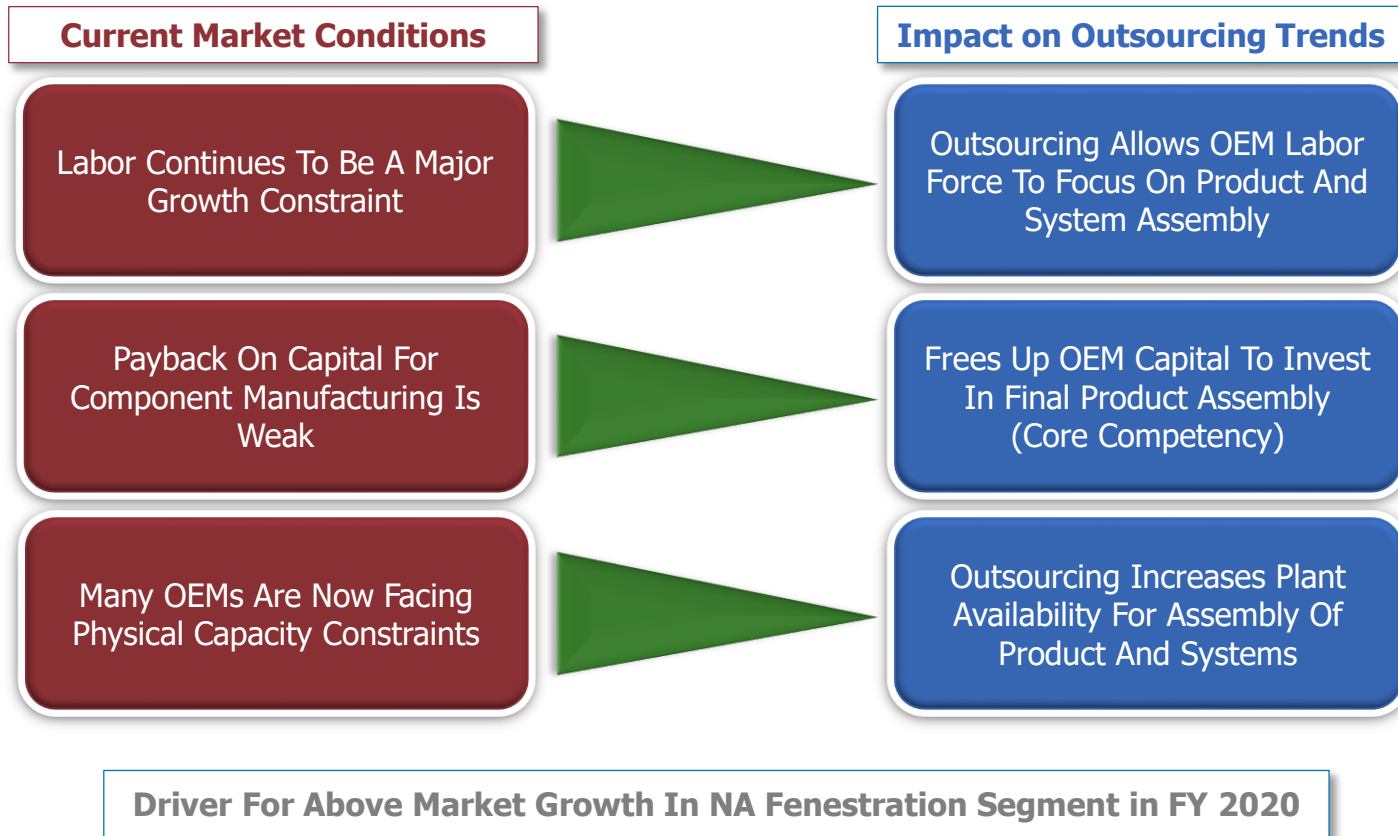 Current Market Conditions
Impact on Outsourcing Trends
Labor Continues To Be A Major
Growth Constraint
Outsourcing Allows OEM Labor
Force To Focus On Product And
System Assembly
Payback On Capital For
Component Manufacturing Is
Weak
Frees Up OEM Capital To Invest
In Final Product Assembly
(Core Competency)
Many OEMs Are Now Facing
Physical Capacity Constraints
Outsourcing Increases Plant
Availability For Assembly Of
Product And Systems
Driver For Above Market Growth In NA Fenestration Segment in FY 2020